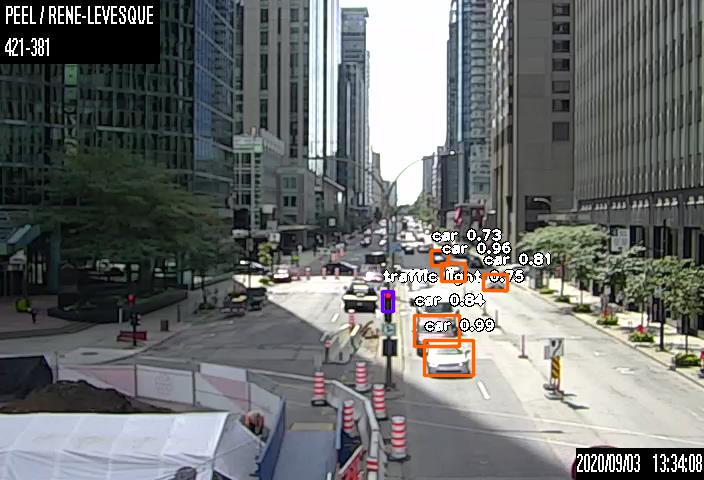 PEEL / RENE-LEVESQUE
421-381
car 0.73
car 0.96
car 0.81
traffic light 0.75
car 0.84
car 0.99
2020/09/03 13:34:08